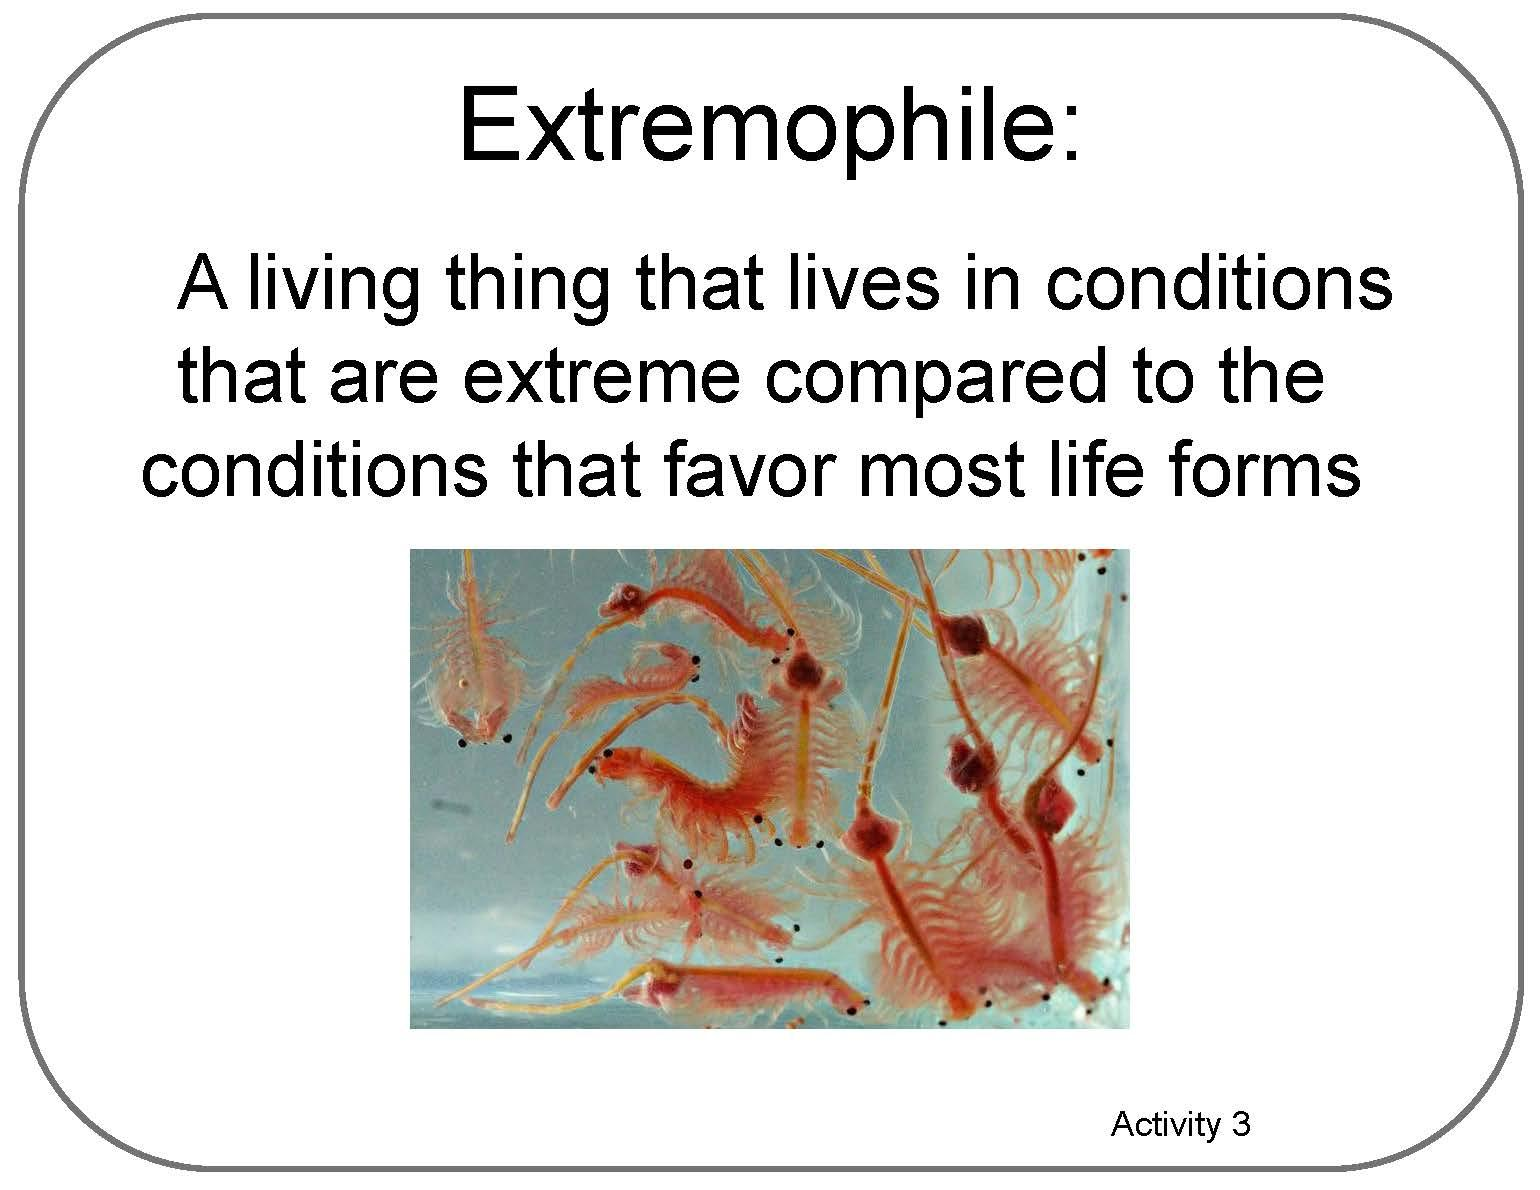 Extremophile:
A living thing that lives in conditions
that are extreme compared to the
conditions that favor most life forms
Activity 3